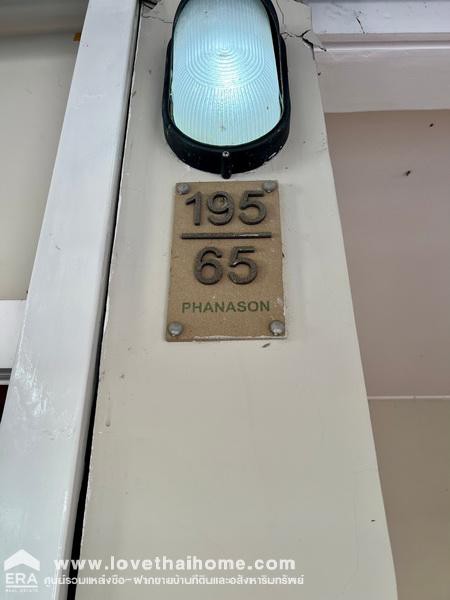 195
65
PHANASON
www.lovethaihome.com
ERA
REAL ESTATE
ศูนย์รวมแหล่งซื้อ-ฝากขายบ้านที่ดินและอสังหาริมทรัพย์